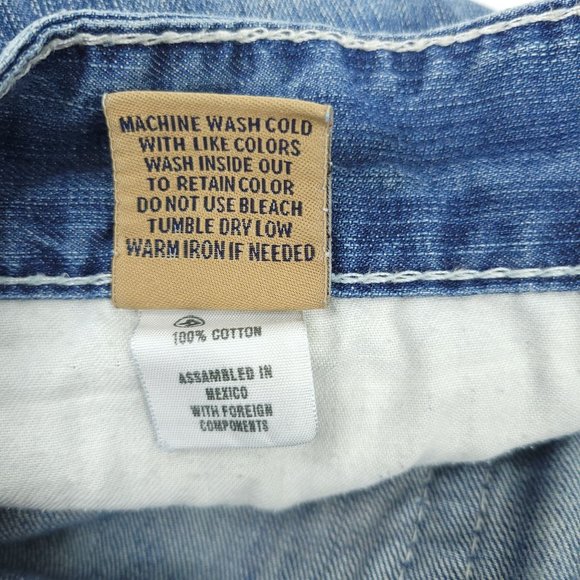 MACHINE WASH COLD
WITH LIKE COLORS
WASH INSIDE OUT
TO RETAIN COLOR
DO NOT USE BLEACH
TUMBLE DRY LOW
WARM IRON IF NEEDED
100% COTTON
ASSAMBLED IN
MEXICO
WITH FOREIGN
COMPONENTS